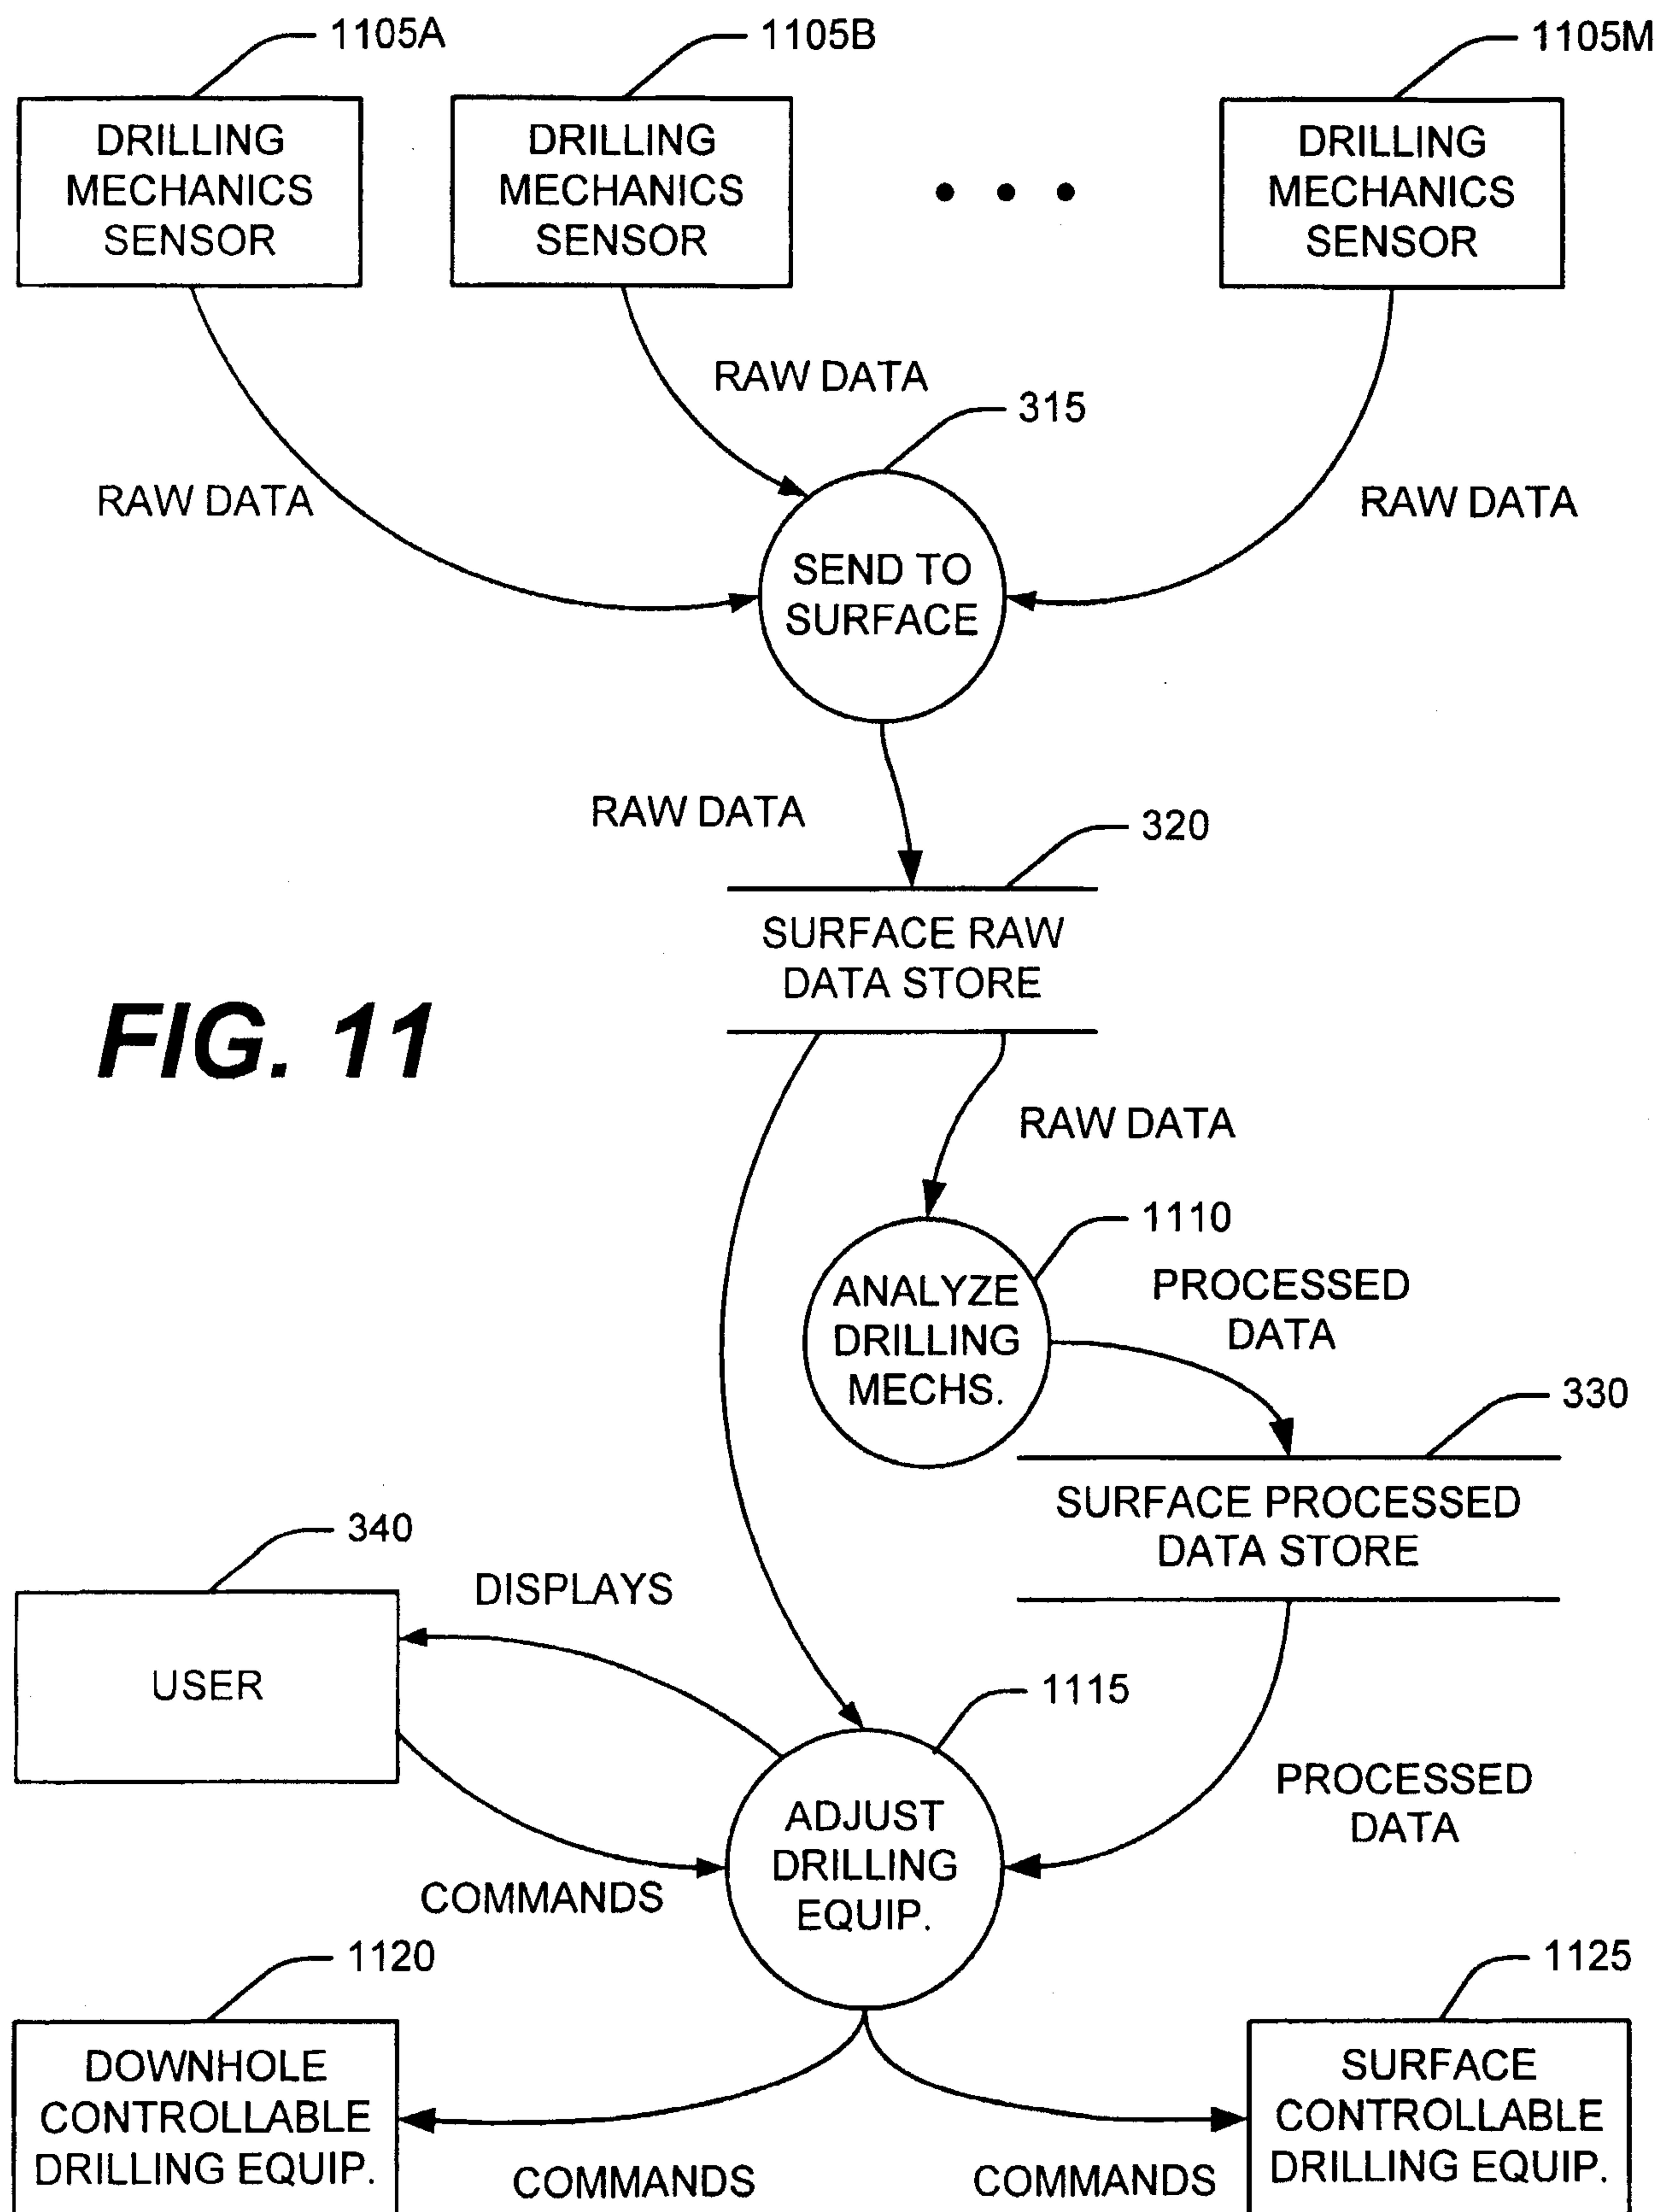 1105A
1105B
1105M
DRILLING
MECHANICS
SENSOR
DRILLING
MECHANICS
SENSOR
DRILLING
MECHANICS
SENSOR
RAW DATA
315
RAW DATA
RAW DATA
SEND TO
SURFACE
RAW DATA
320
SURFACE RAW
DATA STORE
FIG. 11
RAW DATA
1110
ANALYZE
DRILLING
MECHS.
PROCESSED
DATA
330
SURFACE PROCESSED
DATA STORE
340
DISPLAYS
USER
1115
ADJUST
DRILLING
EQUIP.
PROCESSED
DATA
COMMANDS
1120
1125
DOWNHOLE
CONTROLLABLE
DRILLING EQUIP.
SURFACE
CONTROLLABLE
DRILLING EQUIP.
COMMANDS
COMMANDS